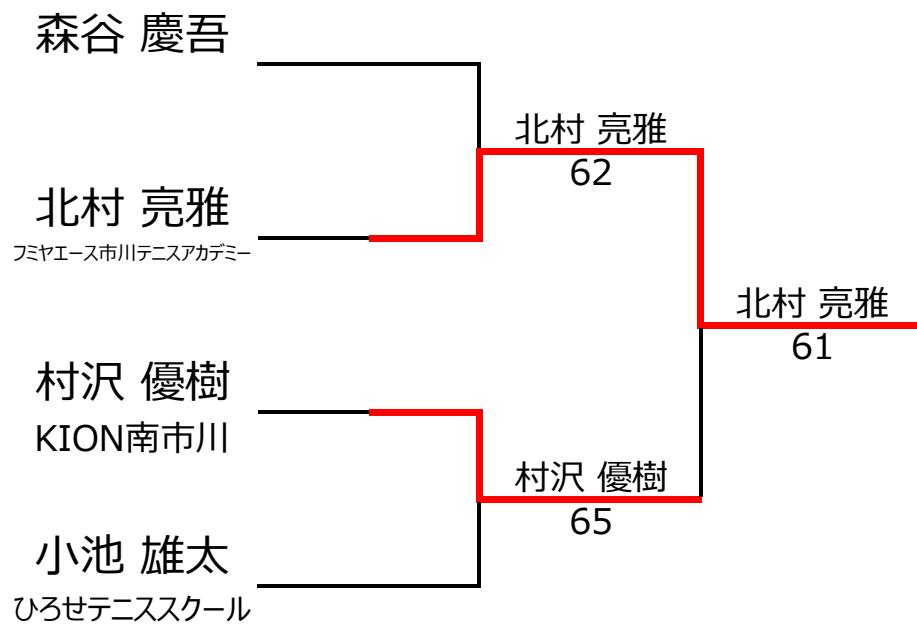 森谷 慶吾
北村 亮雅
62
北村 亮雅
フミヤエース市川テニスアカデミー
北村 亮雅
61
村沢 優樹
KION南市川
村沢 優樹
65
小池 雄太
ひろせテニススクール